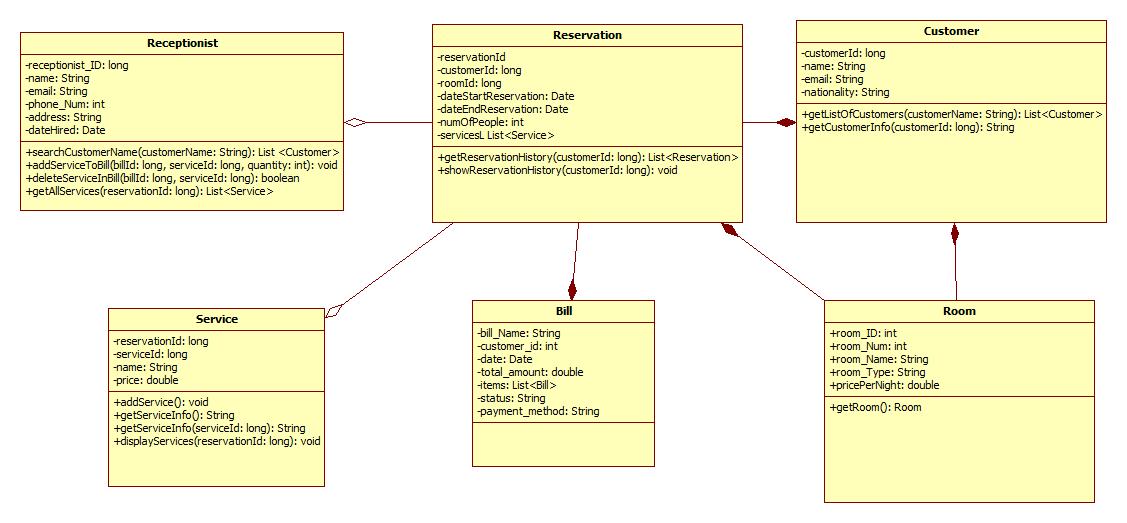 Receptionist
-receptionist_ID: long
-name: String
-email: String
-phone_Num: int
-address: String
-dateHired: Date
+searchCustomerName(customerName: String): List <Customer>
+addServiceToBill(billId: long, serviceId: long, quantity: int): void
+deleteServiceInBill(billId: long, serviceId: long): boolean
+getAllServices(reservationId: long): List<Service>
Reservation
-reservationId
-customerId: long
-roomId: long
-dateStartReservation: Date
-dateEndReservation: Date
-numOfPeople: int
-servicesL List<Service>
+getReservationHistory(customerId: long): List<Reservation>
+showReservationHistory(customerId: long): void
Customer
-customerId: long
-name: String
-email: String
-nationality: String
+getListOfCustomers(customerName: String): List<Customer>
+getCustomerInfo(customerId: long): String
Service
-reservationId: long
-serviceId: long
-name: String
-price: double
+addService(): void
+getServiceInfo(): String
+getServiceInfo(serviceId: long): String
+displayServices(reservationId: long): void
Bill
-bill_Name: String
-customer_id: int
-date: Date
-total_amount: double
-items: List<Bill>
-status: String
-payment_method: String
Room
+room_ID: int
+room_Num: int
+room_Name: String
+room_Type: String
+pricePerNight: double
+getRoom(): Room